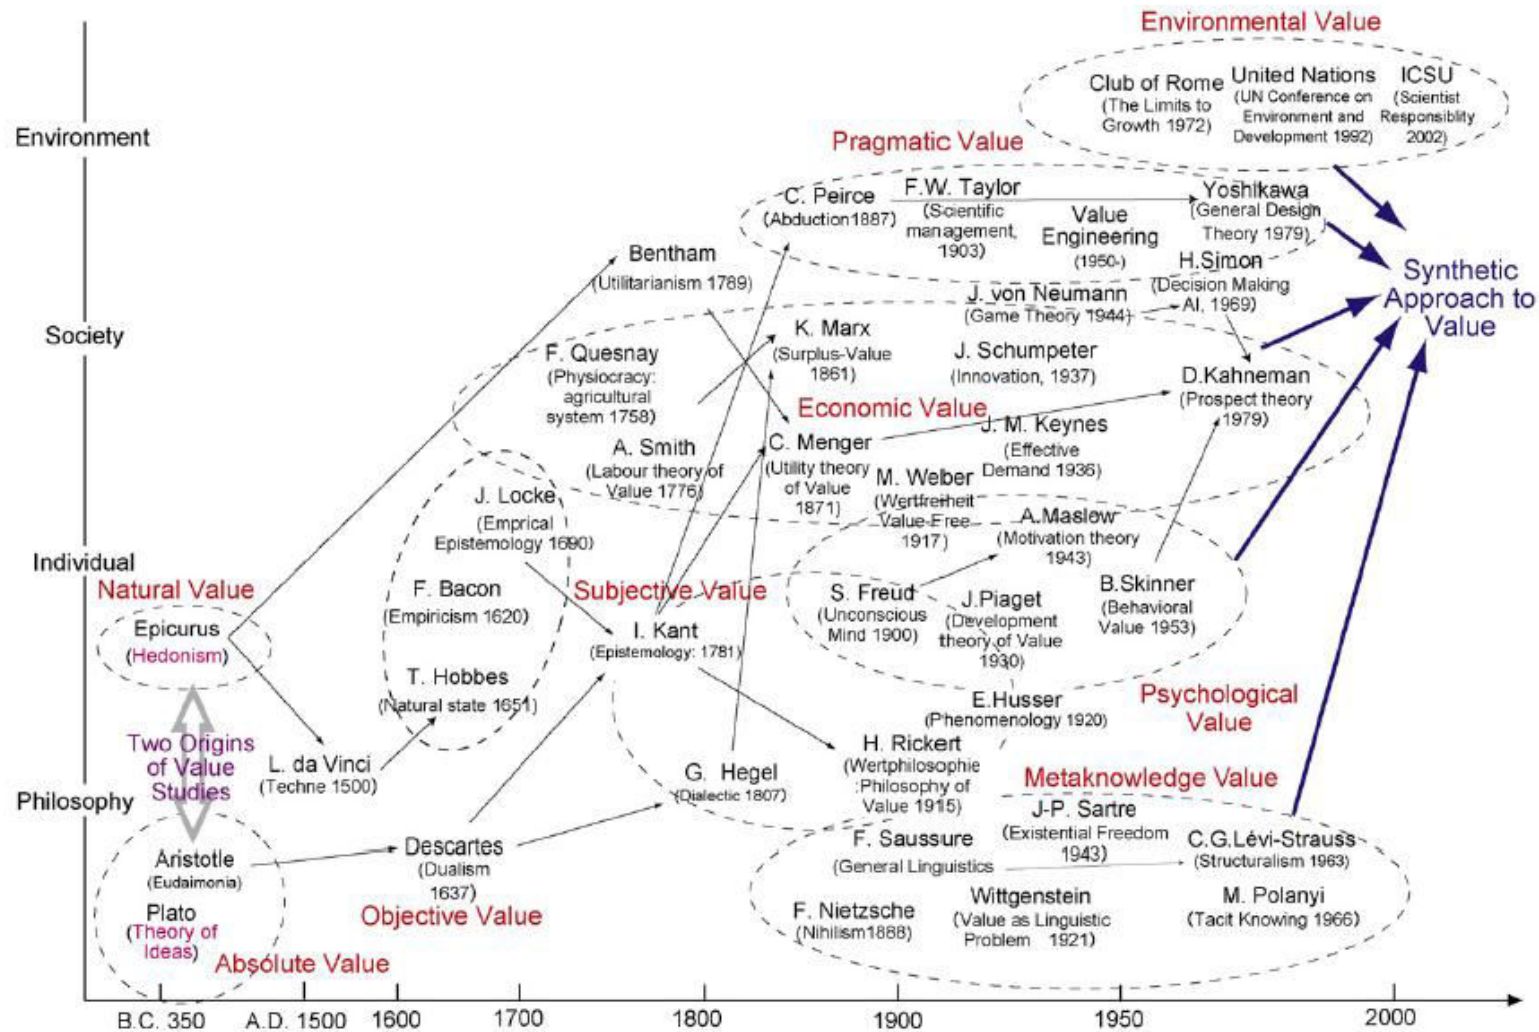 Environmental Value
Club of Rome
(The Limits to
Growth 1972)
United Nations
(UN Conference on
Environment and
Development 1992)
ICSU
(Scientist
Responsiblity
2002)
Environment
Pragmatic Value
C. Peirce
(Abduction1887)
F.W. Taylor
(Scientific
management,
1903)
Value
Engineering
(1950-)
Yoshikawa
(General Design
Theory 1979)
Bentham
(Utilitarianism 1789)
H.Simon
(Decision Making
AI, 1969)
Synthetic
Approach to
Value
J. von Neumann
(Game Theory 1944)
Society
K. Marx
(Surplus-Value
1861)
F. Quesnay
(Physiocracy:
agricultural
system 1758)
J. Schumpeter
(Innovation, 1937)
D.Kahneman
(Prospect theory
1979)
Economic Value
A. Smith
(Labour theory of
Value 1776)
C. Menger
(Utility theory
of Value
1871)
J. M. Keynes
(Effective
Demand 1936)
M. Weber
(Wertfreiheit
Value-Free
1917)
J. Locke
(Emprical
Epistemology 1690)
A.Maslow
(Motivation theory
1943)
Individual
Natural Value
Epicurus
(Hedonism)
F. Bacon
(Empiricism 1620)
Subjective Value
I. Kant
(Epistemology: 1781)
S. Freud
(Unconscious
Mind 1900)
J.Piaget
(Development
theory of Value
1930)
B.Skinner
(Behavioral
Value 1953)
T. Hobbes
(Natural state 1651)
E.Husser
(Phenomenology 1920)
Psychological
Value
Two Origins
of Value
Studies
L. da Vinci
(Techne 1500)
G. Hegel
(Dialectic 1807)
H. Rickert
(Wertphilosophie
:Philosophy of
Value 1915)
Metaknowledge Value
Philosophy
J-P. Sartre
(Existential Freedom
1943)
Aristotle
(Eudaimonia)
Descartes
(Dualism
1637)
F. Saussure
(General Linguistics
C.G.Lévi-Strauss
(Structuralism 1963)
Plato
(Theory of
Ideas)
Objective Value
F. Nietzsche
(Nihilism1888)
Wittgenstein
(Value as Linguistic
Problem 1921)
M. Polanyi
(Tacit Knowing 1966)
Absolute Value
B.C. 350 A.D. 1500 1600 1700 1800 1900 1950 2000